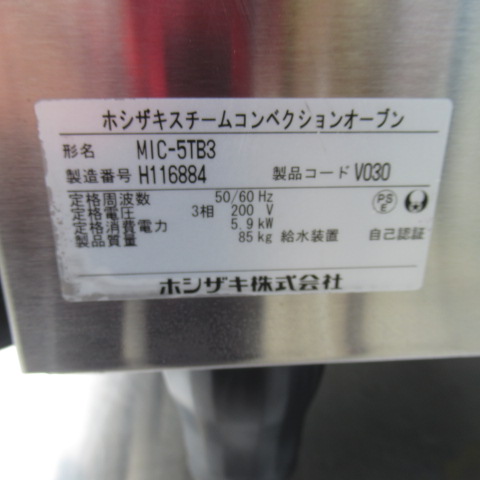 ホシザキスチームコンベクションオーブン
形名 MIC-5TB3
製造番号 H116884 製品コード V030
定格周波数 50/60 Hz
定格電圧 3相 200 V
定格消費電力 5.9 kW
製品質量 85 kg 給水装置 自己認証
PS E
ホシザキ株式会社